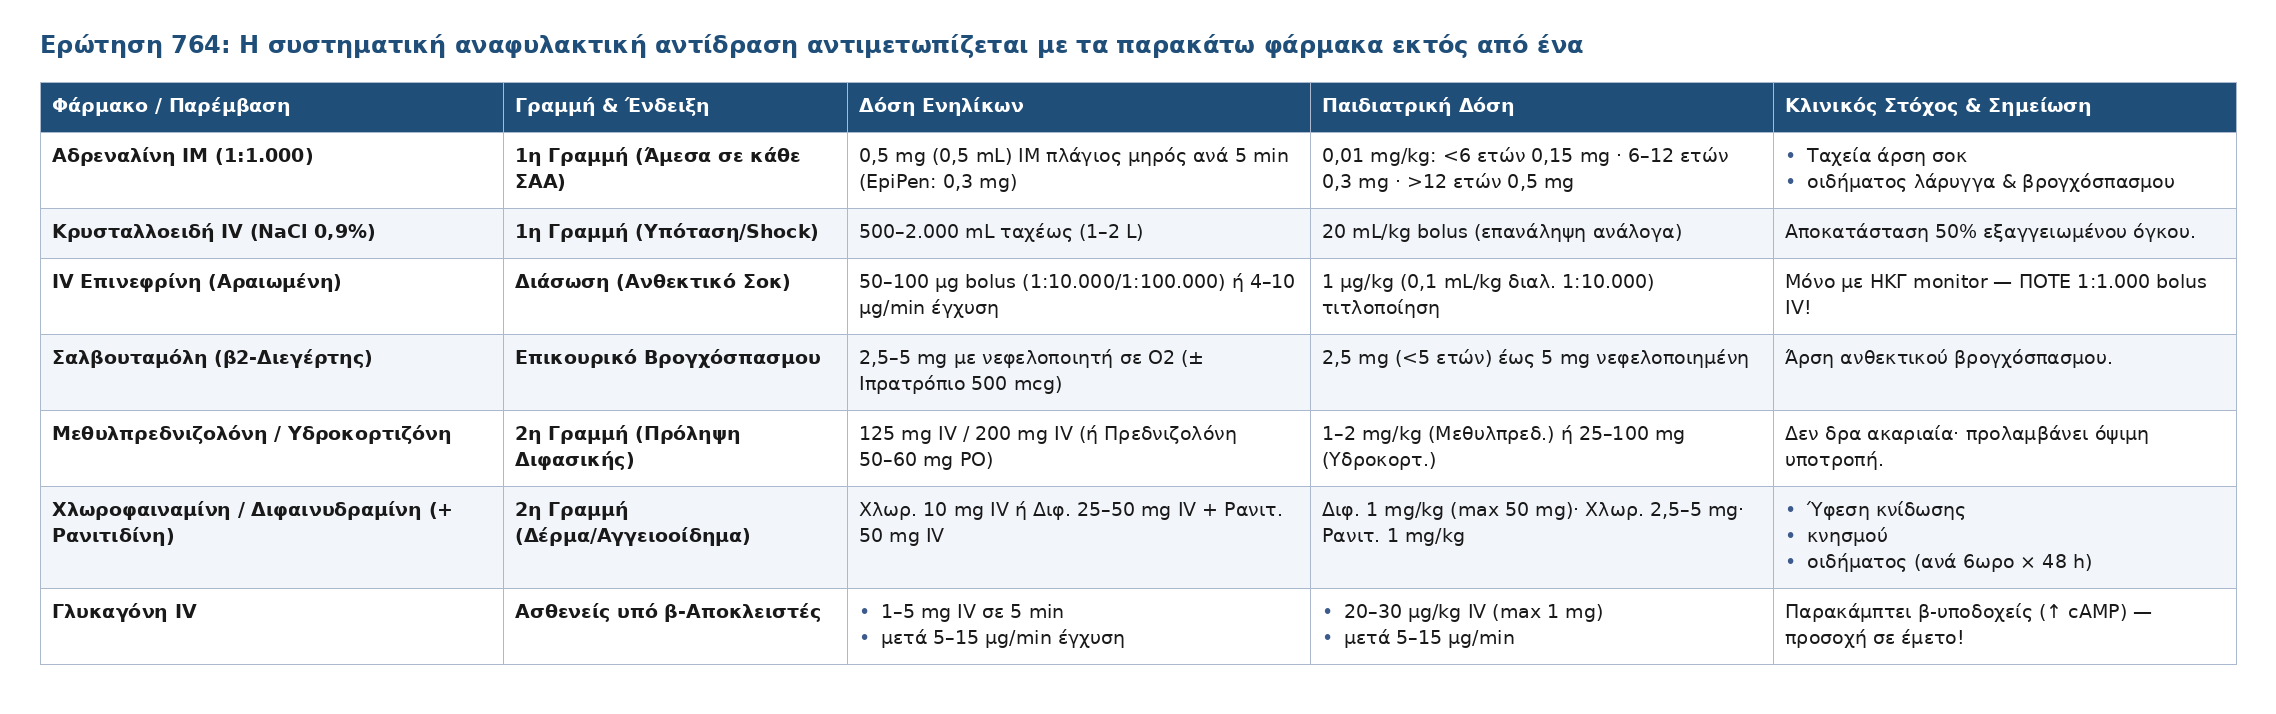 Ερώτηση 764: Η συστηματική αναφυλακτική αντίδραση αντιμετωπίζεται με τα παρακάτω φάρμακα εκτός από ένα
Φάρμακο / Παρέμβαση
Γραμμή & Ένδειξη
Δόση Ενηλίκων
Παιδιατρική Δόση
Κλινικός Στόχος & Σημείωση
Αδρεναλίνη IM (1:1.000)
1η Γραμμή (Άμεσα σε κάθε
ΣΑΑ)
0,5 mg (0,5 mL) IM πλάγιος μηρός ανά 5 min
(EpiPen: 0,3 mg)
0,01 mg/kg: <6 ετών 0,15 mg · 6–12 ετών
0,3 mg · >12 ετών 0,5 mg
• Ταχεία άρση σοκ
• οιδήματος λάρυγγα & βρογχόσπασμου
Κρυσταλλοειδή IV (NaCl 0,9%)
1η Γραμμή (Υπόταση/Shock)
500–2.000 mL ταχέως (1–2 L)
20 mL/kg bolus (επανάληψη ανάλογα)
Αποκατάσταση 50% εξαγγειωμένου όγκου.
IV Επινεφρίνη (Αραιωμένη)
Διάσωση (Ανθεκτικό Σοκ)
50–100 μg bolus (1:10.000/1:100.000) ή 4–10
μg/min έγχυση
1 μg/kg (0,1 mL/kg διαλ. 1:10.000)
τιτλοποίηση
Μόνο με ΗΚΓ monitor — ΠΟΤΕ 1:1.000 bolus
IV!
Σαλβουταμόλη (β2-Διεγέρτης)
Επικουρικό Βρογχόσπασμου
2,5–5 mg με νεφελοποιητή σε O2 (±
Ιπρατρόπιο 500 mcg)
2,5 mg (<5 ετών) έως 5 mg νεφελοποιημένη
Άρση ανθεκτικού βρογχόσπασμου.
Μεθυλπρεδνιζολόνη / Υδροκορτιζόνη
2η Γραμμή (Πρόληψη
Διφασικής)
125 mg IV / 200 mg IV (ή Πρεδνιζολόνη
50–60 mg PO)
1–2 mg/kg (Μεθυλπρεδ.) ή 25–100 mg
(Υδροκορτ.)
Δεν δρα ακαριαία· προλαμβάνει όψιμη
υποτροπή.
Χλωροφαιναμίνη / Διφαινυδραμίνη (+
Ρανιτιδίνη)
2η Γραμμή
(Δέρμα/Αγγειοοίδημα)
Χλωρ. 10 mg IV ή Διφ. 25–50 mg IV + Ρανιτ.
50 mg IV
Διφ. 1 mg/kg (max 50 mg)· Χλωρ. 2,5–5 mg·
Ρανιτ. 1 mg/kg
• Ύφεση κνίδωσης
• κνησμού
• οιδήματος (ανά 6ωρο × 48 h)
Γλυκαγόνη IV
Ασθενείς υπό β-Αποκλειστές
• 1–5 mg IV σε 5 min
• μετά 5–15 μg/min έγχυση
• 20–30 μg/kg IV (max 1 mg)
• μετά 5–15 μg/min
Παρακάμπτει β-υποδοχείς (↑ cAMP) —
προσοχή σε έμετο!